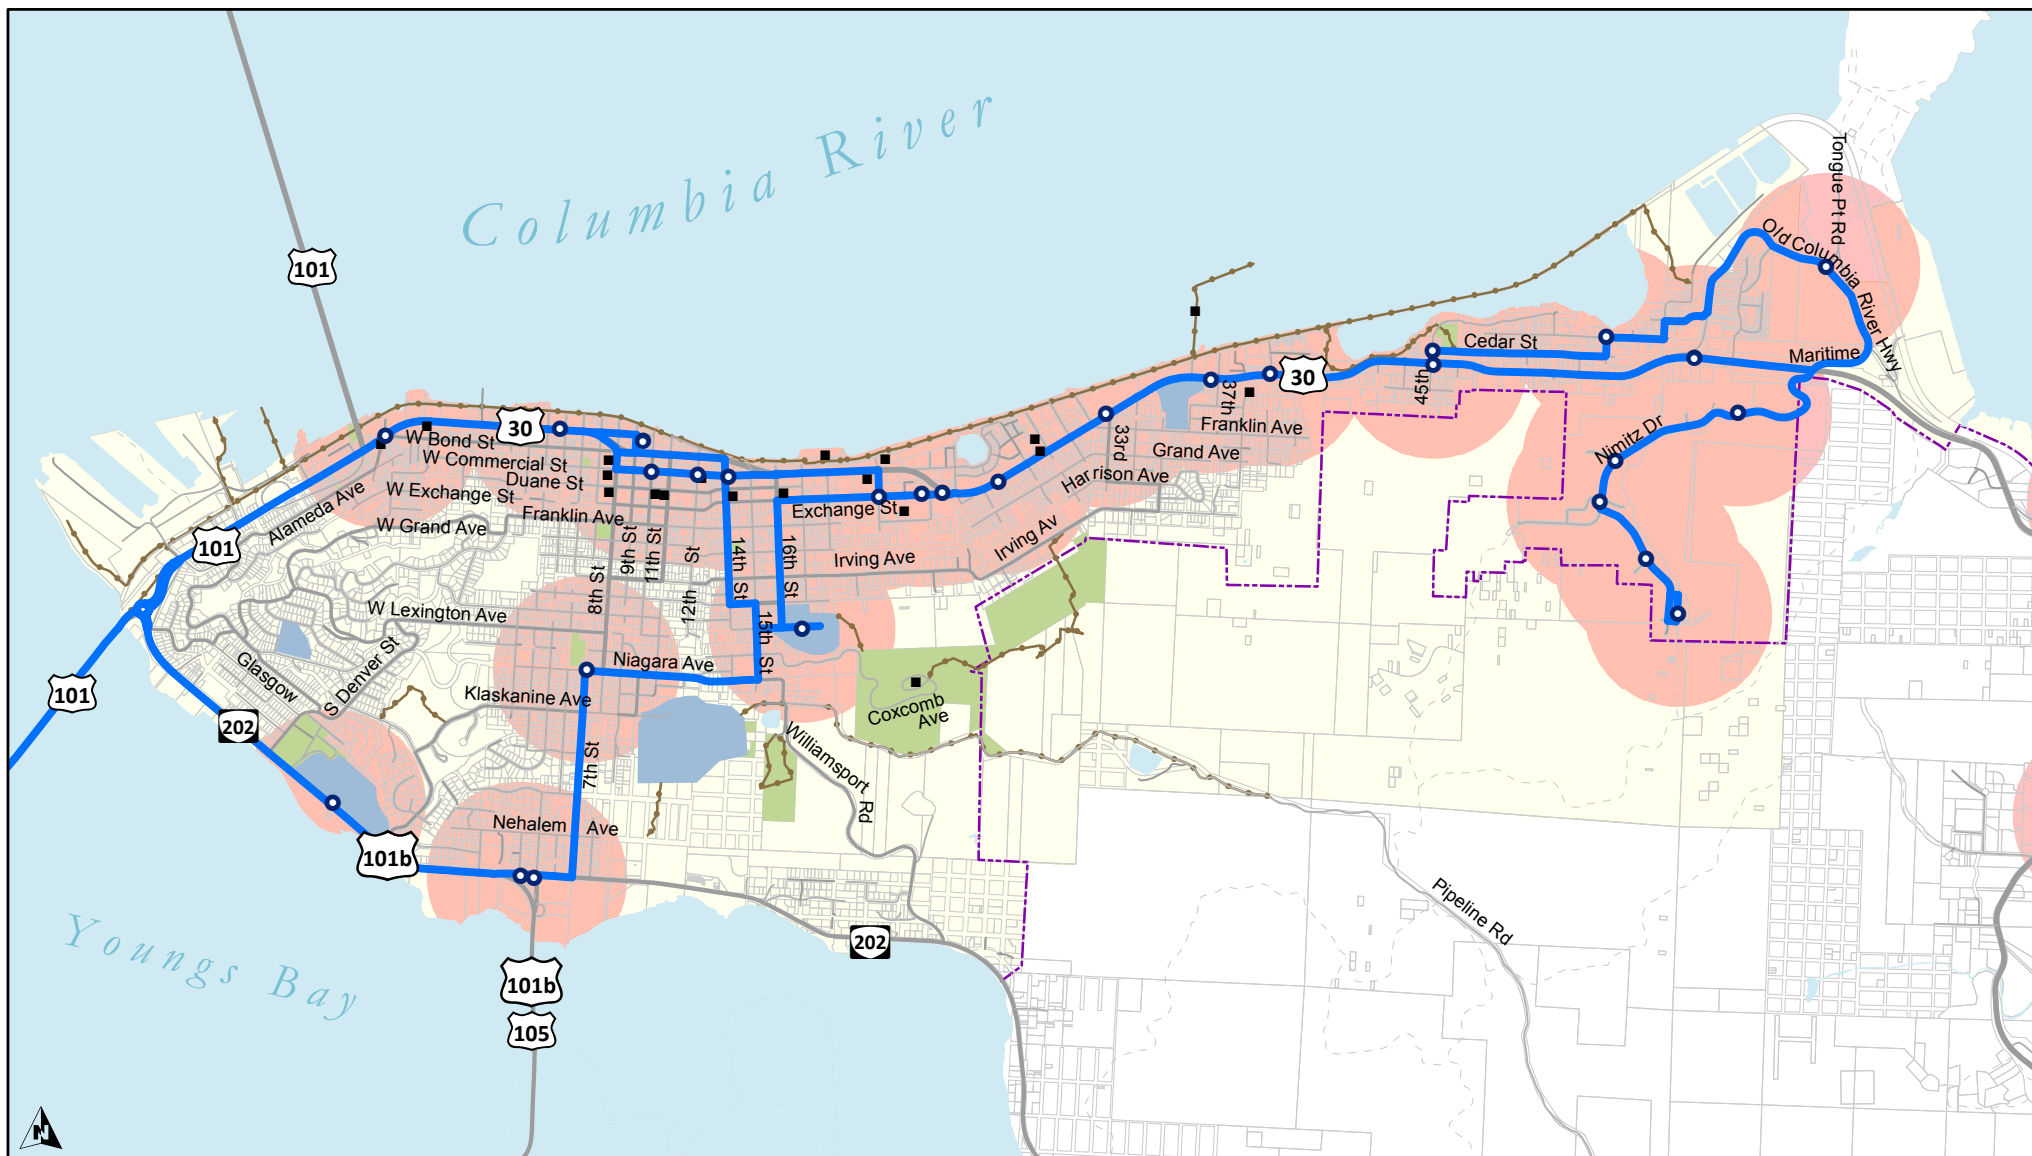 Columbia River
101
Tongue Pt Rd
Old Columbia River Hwy
Cedar St
Maritime
30
45th
37th
Franklin Ave
33rd
Grand Ave
Harrison Ave
Nimitz Dr
30
W Bond St
W Commercial St
Duane St
W Exchange St
Alameda Ave
Franklin Ave
W Grand Ave
Exchange St
Irving Av
Irving Ave
101
9th St
11th St
12th St
14th St
16th St
8th St
15th St
W Lexington Ave
Niagara Ave
Glasgow
S Denver St
Klaskanine Ave
101
202
Coxcomb
Ave
Williamsport Rd
7th St
Nehalem Ave
101b
Pipeline Rd
Youngs Bay
202
101b
105
N